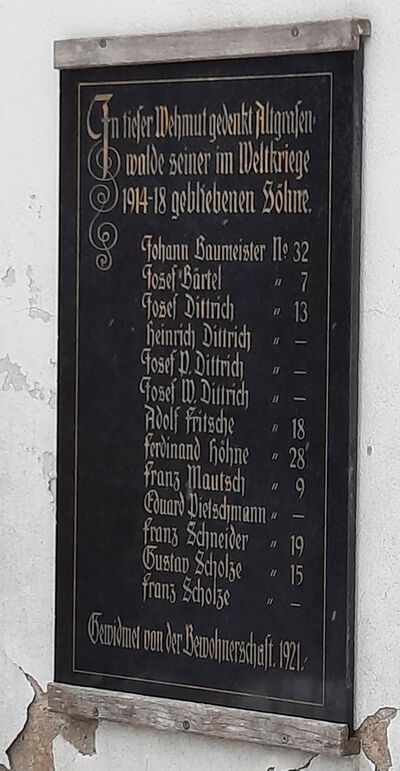 In tiefer Wehmut gedenkt Altgrafen=
walde seiner im Weltkriege
1914-18 gebliebenen Söhne.
Johann Baumeister No 32
Josef Bärtel " 7
Josef Dittrich " 13
Heinrich Dittrich " —
Josef P. Dittrich " —
Josef W. Dittrich " —
Adolf Fritsche " 18
Ferdinand Höhne " 28
Franz Mautsch " 9
Eduard Pietschmann " —
Franz Schneider " 19
Gustav Scholze " 15
Franz Scholze " —
Gewidmet von der Bewohnerschaft. 1921.